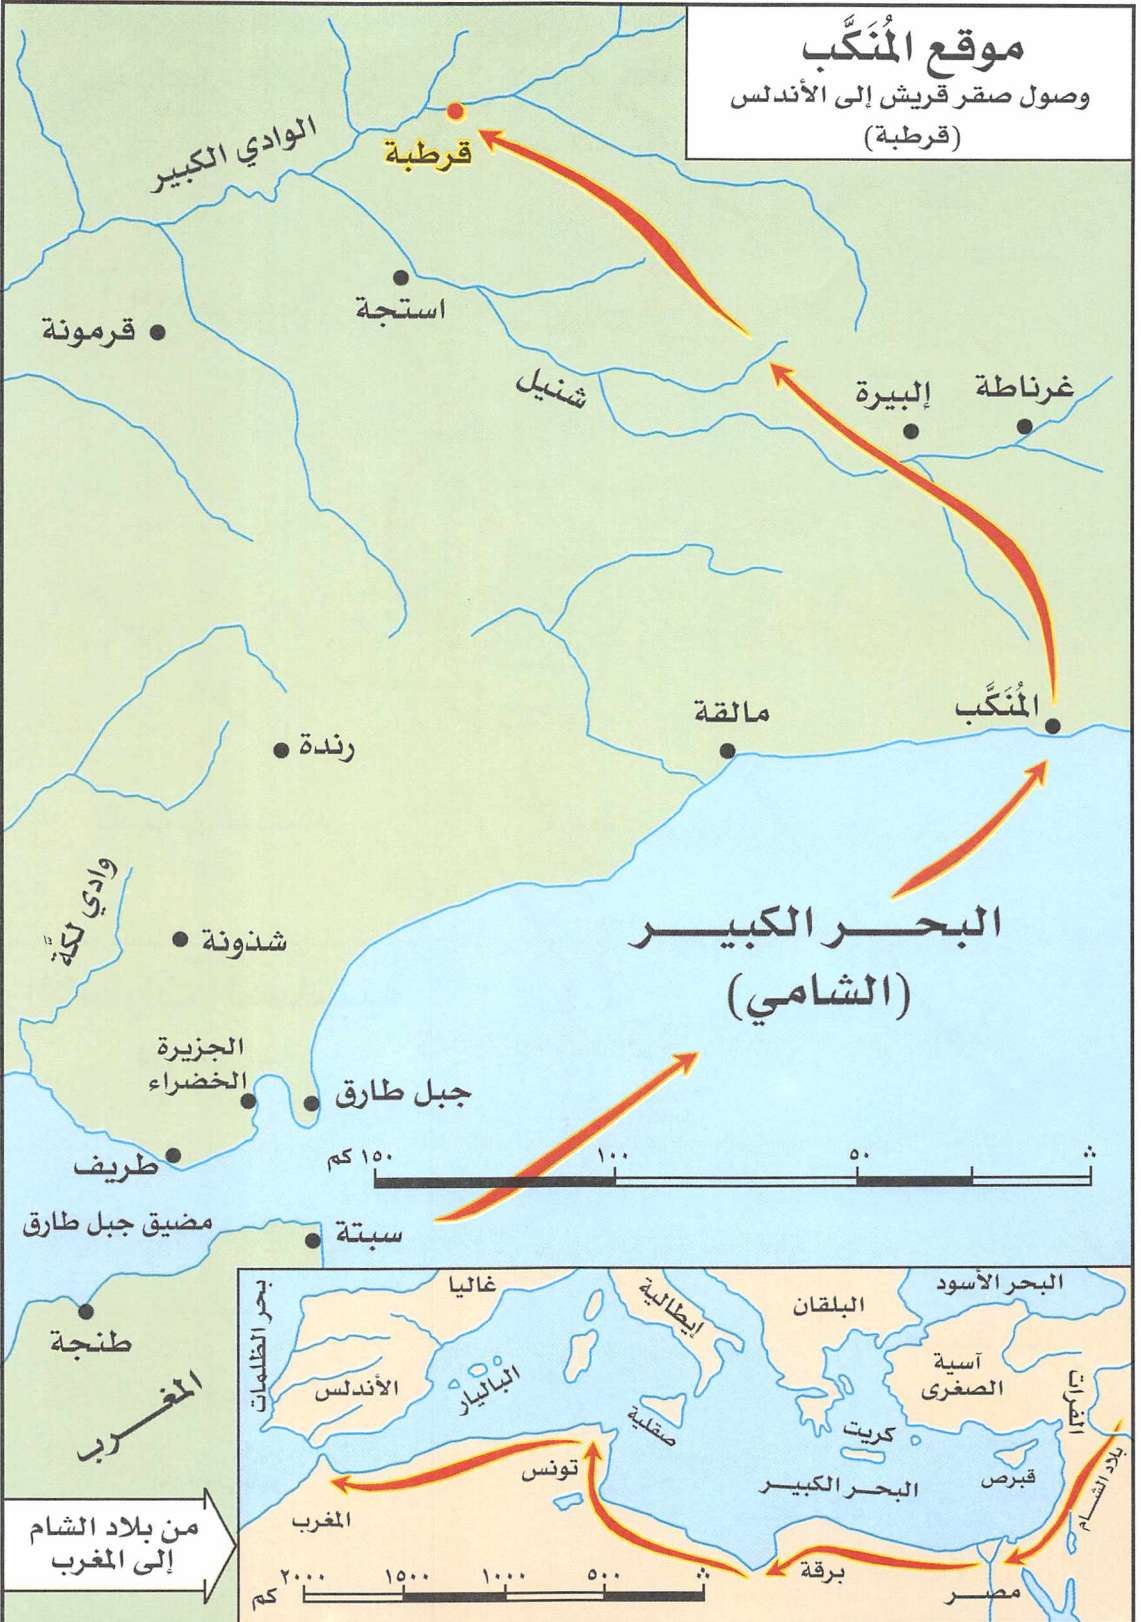 موقع المُنَكَّب
وصول صقر قريش إلى الأندلس
(قرطبة)
الوادي الكبير
قرطبة
استجة
قرمونة
شنيل
إلبيرة
غرناطة
المُنَكَّب
مالقة
رندة
وادي لكَّة
شذونة
البحر الكبير
(الشامي)
الجزيرة
الخضراء
جبل طارق
طريف
١٥٠ كم
١٠٠
٥٠
٠
مضيق جبل طارق
سبتة
طنجة
المغرب
من بلاد الشام
إلى المغرب
بحر الظلمات
غاليا
إيطالية
البلقان
البحر الأسود
آسية
الصغرى
الفرات
الأندلس
الباليار
صقلية
كريت
قبرص
بلاد الشام
تونس
البحر الكبير
المغرب
برقة
مصر
٢٠٠٠
١٥٠٠
١٠٠٠
٥٠٠
٠
كم